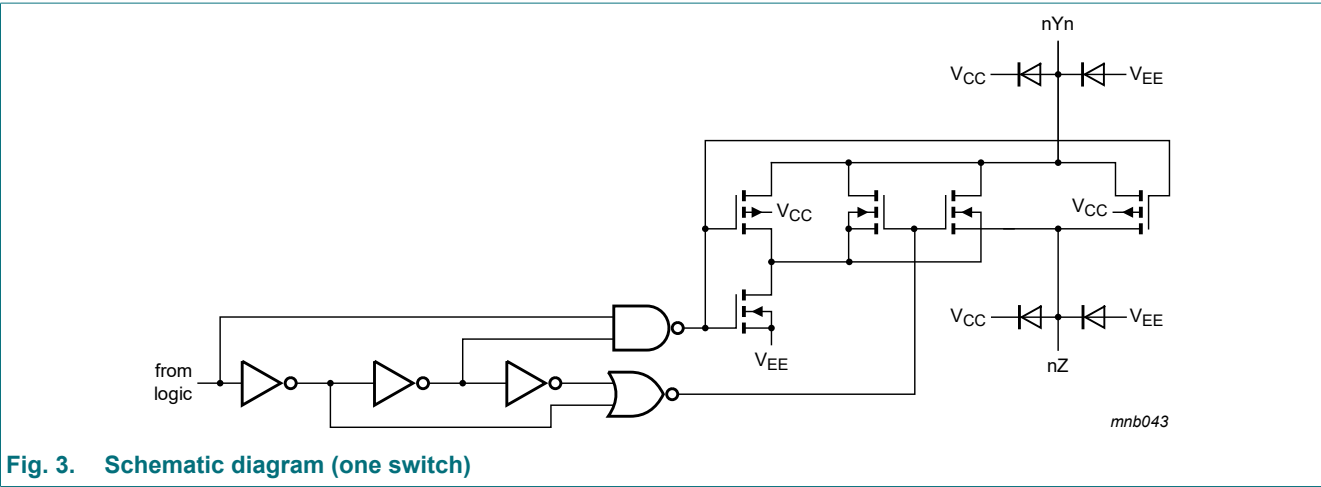 nYn
VCC VEE
VCC VCC
VCC VEE
VEE
from
logic
nZ
mnb043
Fig. 3. Schematic diagram (one switch)